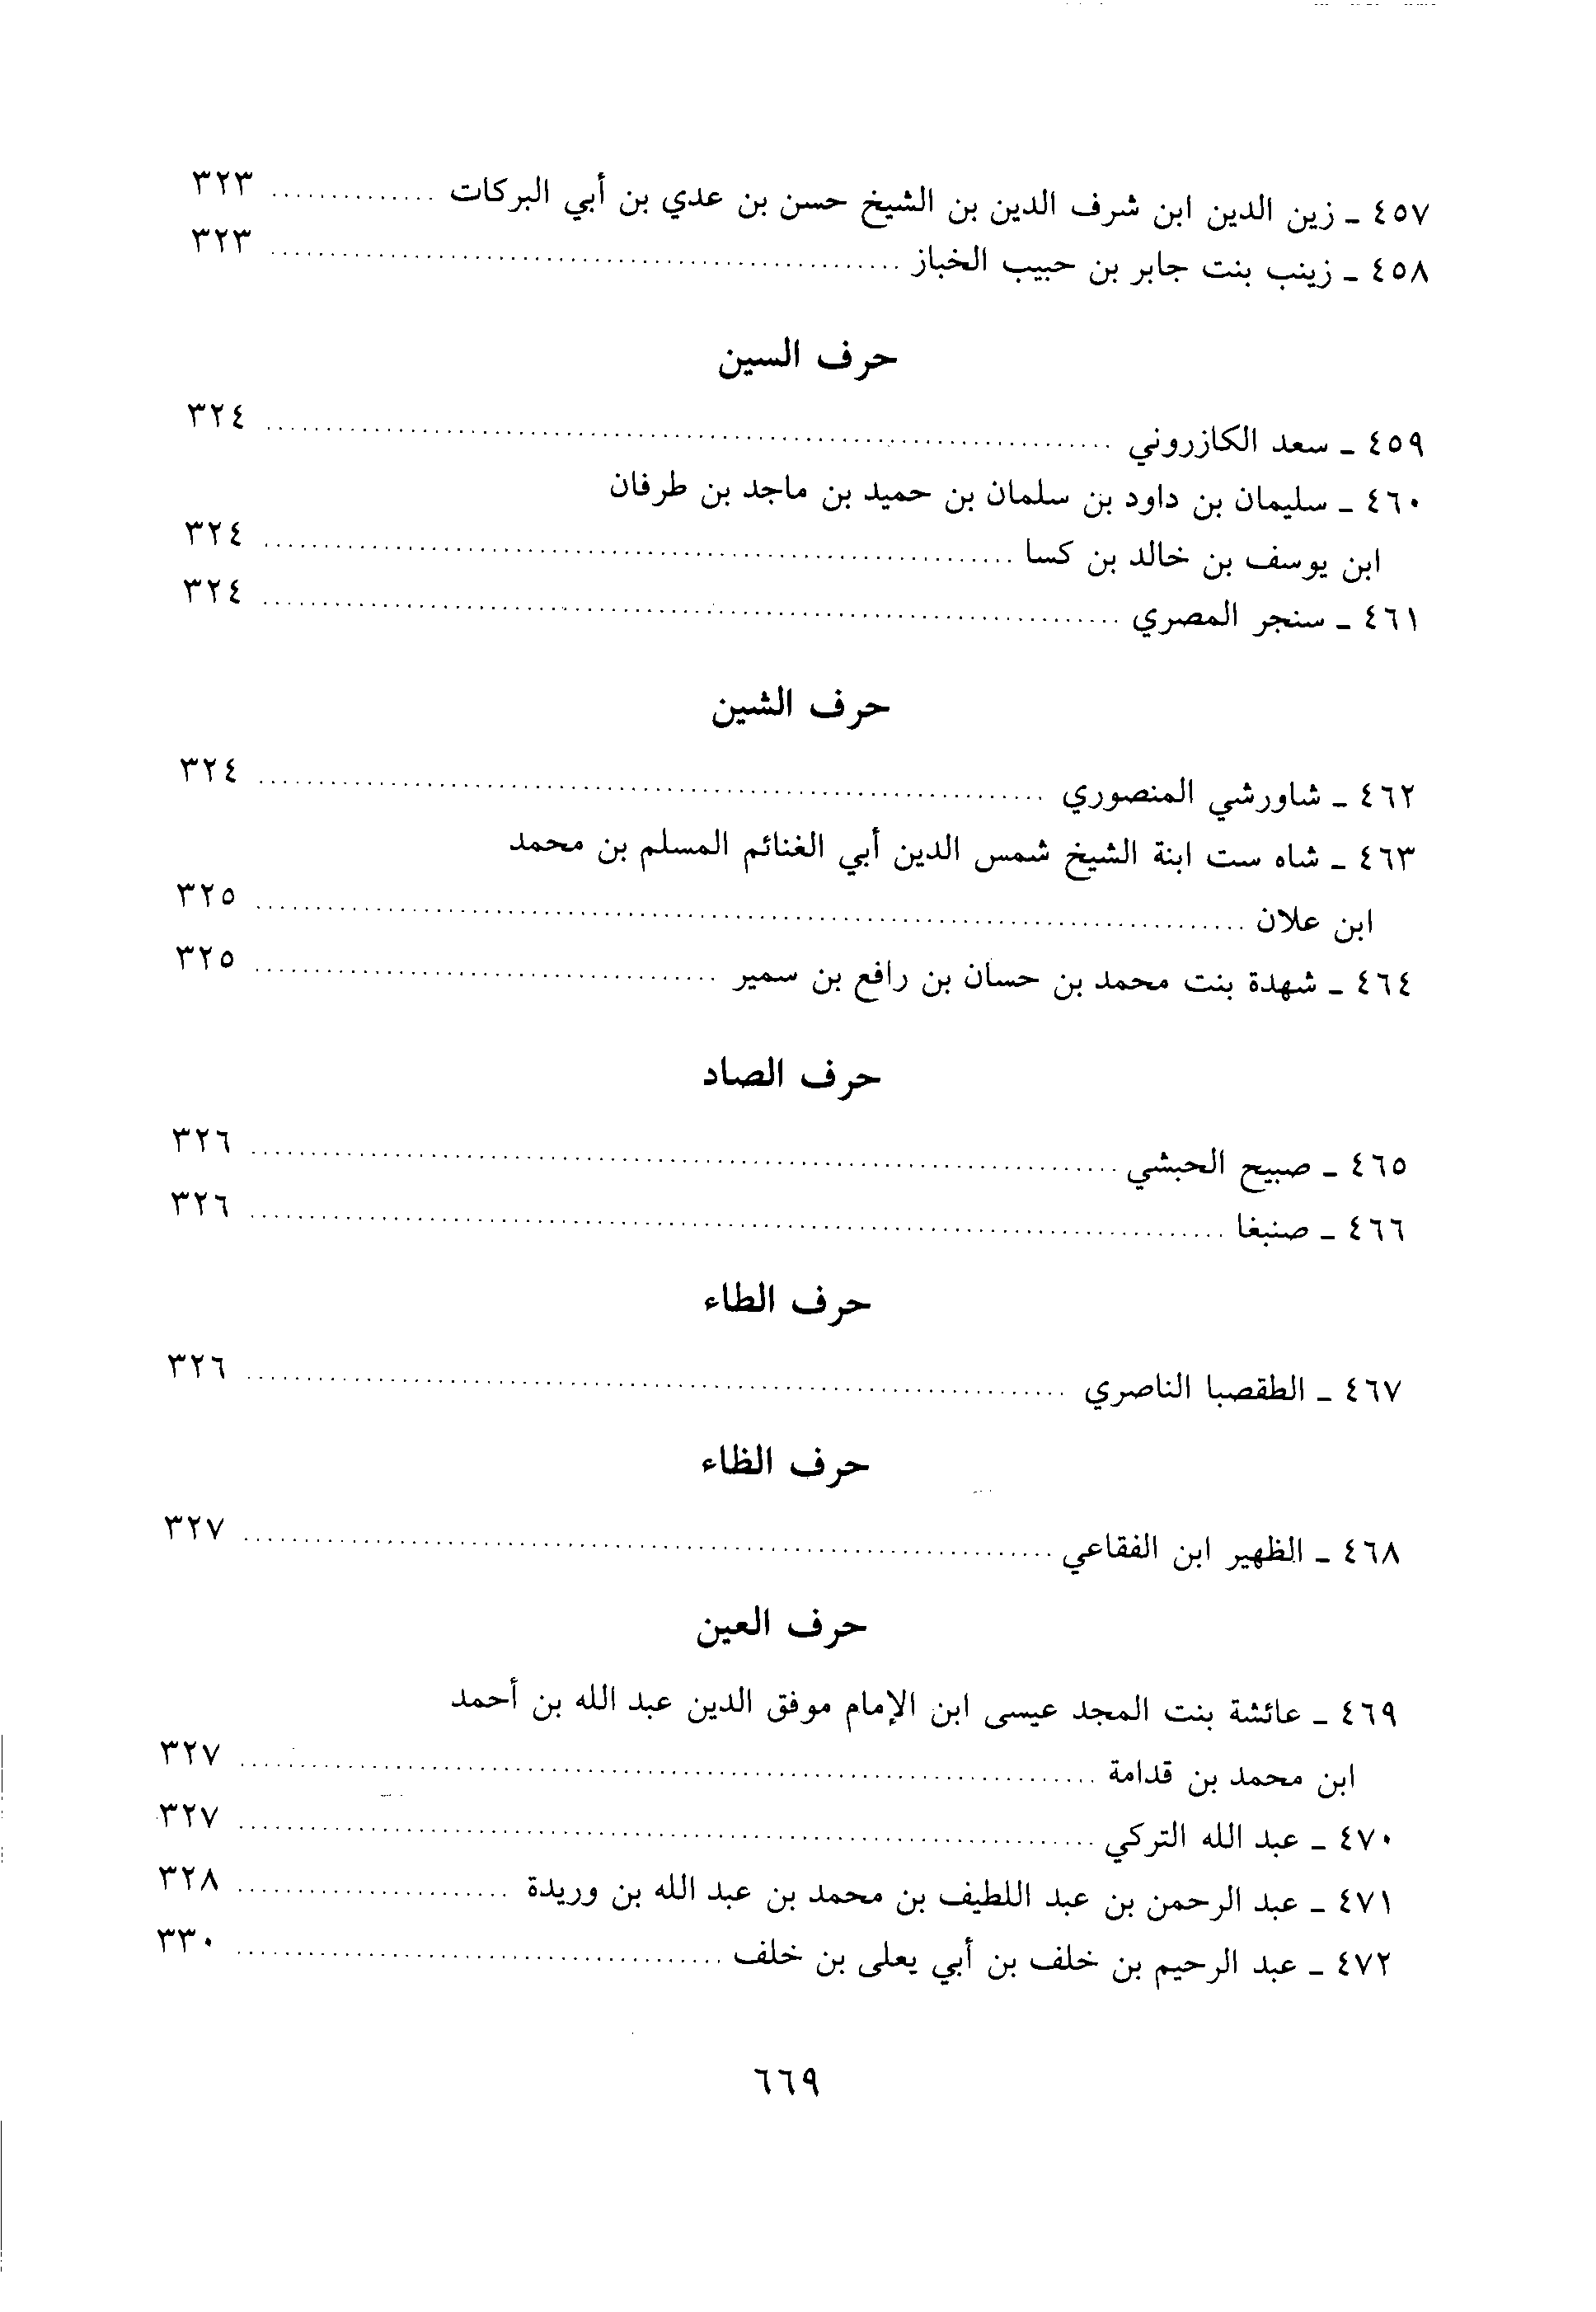 ٤٥٧ ـ زين الدين ابن شرف الدين بن الشيخ حسن بن عدي بن أبي البركات ............. ٣٢٣
٤٥٨ ـ زينب بنت جابر بن حبيب الخباز ............. ٣٢٣
حرف السين
٤٥٩ ـ سعد الكازروني ............. ٣٢٤
٤٦٠ ـ سليمان بن داود بن سلمان بن حميد بن ماجد بن طرفان
ابن يوسف بن خالد بن كسا ............. ٣٢٤
٤٦١ ـ سنجر المصري ............. ٣٢٤
حرف الشين
٤٦٢ ـ شاورشي المنصوري ............. ٣٢٤
٤٦٣ ـ شاه ست ابنة الشيخ شمس الدين أبي الغنائم المسلم بن محمد
ابن علان ............. ٣٢٥
٤٦٤ ـ شهدة بنت محمد بن حسان بن رافع بن سمير ............. ٣٢٥
حرف الصاد
٤٦٥ ـ صبيح الحبشي ............. ٣٢٦
٤٦٦ ـ صنبغا ............. ٣٢٦
حرف الطاء
٤٦٧ ـ الطقصبا الناصري ............. ٣٢٦
حرف الظاء
٤٦٨ ـ الظهير ابن الفقاعي ............. ٣٢٧
حرف العين
٤٦٩ ـ عائشة بنت المجد عيسى ابن الإمام موفق الدين عبد الله بن أحمد
ابن محمد بن قدامة ............. ٣٢٧
٤٧٠ ـ عبد الله التركي ............. ٣٢٧
٤٧١ ـ عبد الرحمن بن عبد اللطيف بن محمد بن عبد الله بن وريدة ............. ٣٢٨
٤٧٢ ـ عبد الرحيم بن خلف بن أبي يعلى بن خلف ............. ٣٣٠
٦٦٩